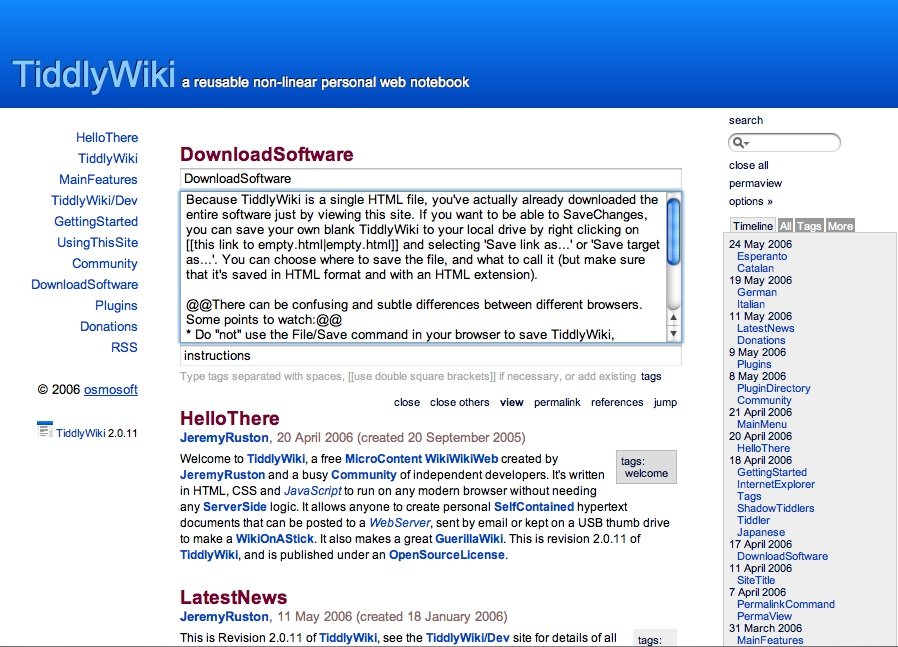 TiddlyWiki a reusable non-linear personal web notebook
HelloThere
TiddlyWiki
MainFeatures
TiddlyWiki/Dev
GettingStarted
UsingThisSite
Community
DownloadSoftware
Plugins
Donations
RSS
© 2006 osmosoft
TiddlyWiki 2.0.11
DownloadSoftware
DownloadSoftware
Because TiddlyWiki is a single HTML file, you've actually already downloaded the
entire software just by viewing this site. If you want to be able to SaveChanges,
you can save your own blank TiddlyWiki to your local drive by right clicking on
[[this link to empty.html|empty.html]] and selecting 'Save link as...' or 'Save target
as...'. You can choose where to save the file, and what to call it (but make sure
that it's saved in HTML format and with an HTML extension).
@@There can be confusing and subtle differences between different browsers.
Some points to watch:@@
* Do "not" use the File/Save command in your browser to save TiddlyWiki,
instructions
Type tags separated with spaces, [[use double square brackets]] if necessary, or add existing tags
close close others view permalink references jump
HelloThere
JeremyRuston, 20 April 2006 (created 20 September 2005)
Welcome to TiddlyWiki, a free MicroContent WikiWikiWeb created by
JeremyRuston and a busy Community of independent developers. It's written
in HTML, CSS and JavaScript to run on any modern browser without needing
any ServerSide logic. It allows anyone to create personal SelfContained hypertext
documents that can be posted to a WebServer, sent by email or kept on a USB thumb drive
to make a WikiOnAStick. It also makes a great GuerillaWiki. This is revision 2.0.11 of
TiddlyWiki, and is published under an OpenSourceLicense.
tags:
welcome
LatestNews
JeremyRuston, 11 May 2006 (created 18 January 2006)
This is Revision 2.0.11 of TiddlyWiki, see the TiddlyWiki/Dev site for details of all
tags:
search
close all
permaview
options »
Timeline All Tags More
24 May 2006
Esperanto
Catalan
19 May 2006
German
Italian
11 May 2006
LatestNews
Donations
9 May 2006
Plugins
8 May 2006
PluginDirectory
Community
21 April 2006
MainMenu
20 April 2006
HelloThere
18 April 2006
GettingStarted
InternetExplorer
Tags
ShadowTiddlers
Tiddler
Japanese
17 April 2006
DownloadSoftware
11 April 2006
SiteTitle
7 April 2006
PermalinkCommand
PermaView
31 March 2006
MainFeatures